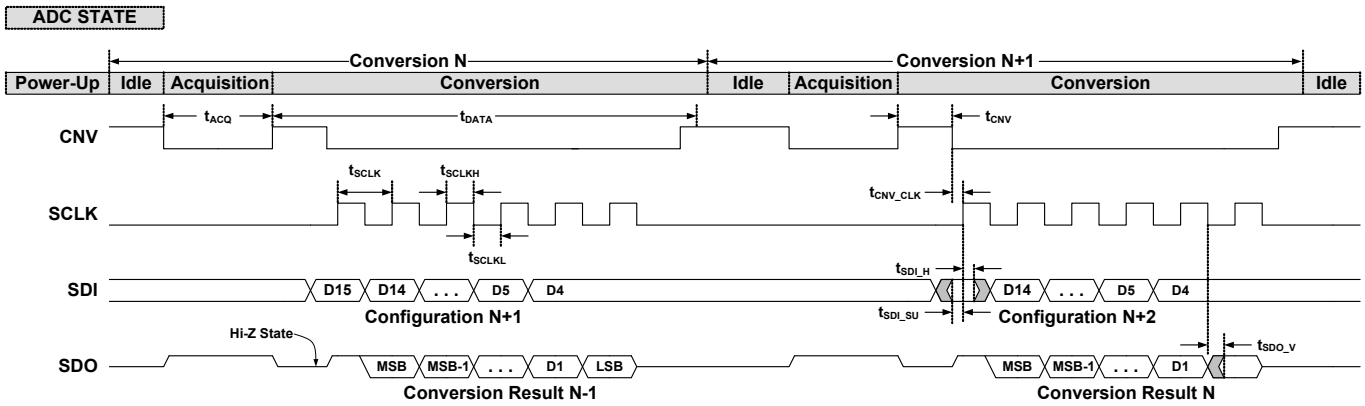 ADC STATE
Conversion N
Conversion N+1
Power-Up Idle Acquisition Conversion Idle Acquisition Conversion Idle
CNV
tACQ
tDATA
tCNV
SCLK
tSCLK
tSCLKH
tSCLKL
tCNV_CLK
SDI
D15 D14 . . . D5 D4
Configuration N+1
tSDI_H
tSDI_SU
D14 . . . D5 D4
Configuration N+2
SDO
Hi-Z State
MSB MSB-1 . . . D1 LSB
Conversion Result N-1
MSB MSB-1 . . . D1
tSDO_V
Conversion Result N